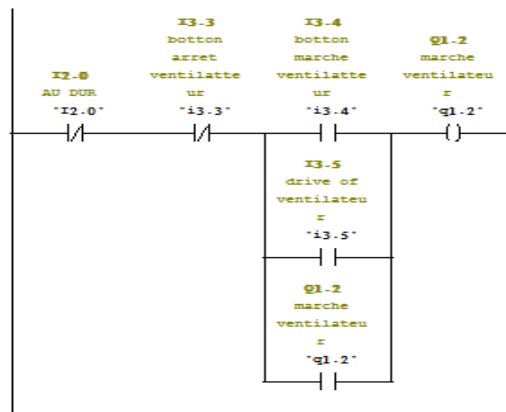 I2-0
AU DUR
"I2-0"
I3-3
botton
arret
ventilatte
ur
"i3-3"
I3-4
botton
marche
ventilatte
ur
"i3-4"
Q1-2
marche
ventilateu
r
"q1-2"
I3-5
drive of
ventilateu
r
"i3-5"
Q1-2
marche
ventilateu
r
"q1-2"